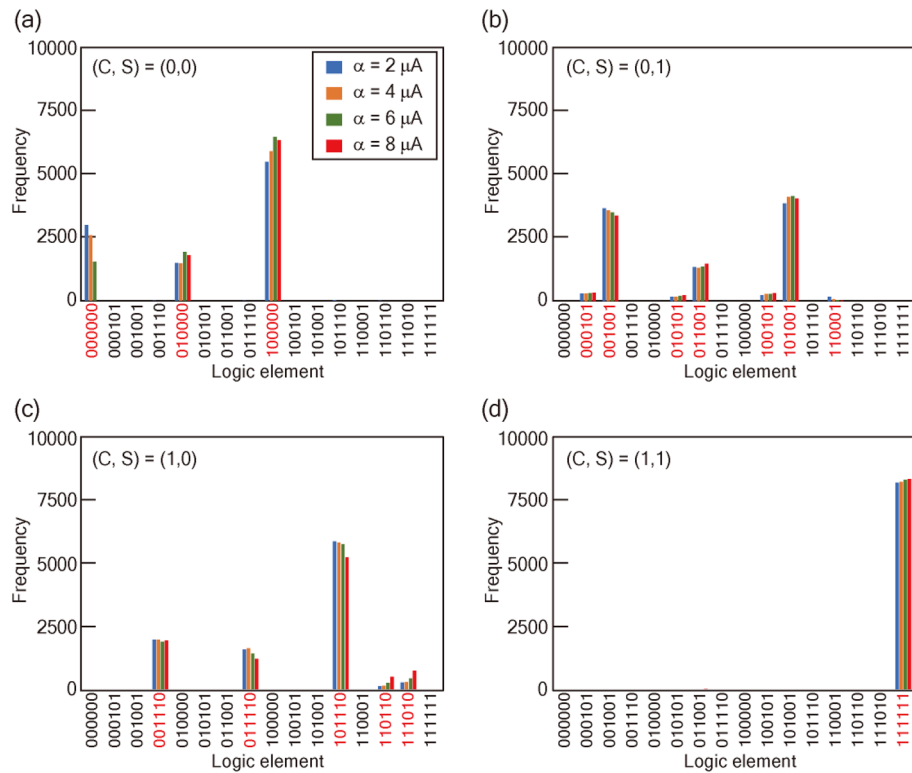 (a)
10000
7500
5000
2500
0
Frequency
(C, S) = (0,0)
α = 2 μA
α = 4 μA
α = 6 μA
α = 8 μA
000000 000101 001001 001110 010000 010101 011001 011110 100000 100101 101001 101110 110001 110110 111010 111111
Logic element
(b)
10000
7500
5000
2500
0
Frequency
(C, S) = (0,1)
000000 000101 001001 001110 010000 010101 011001 011110 100000 100101 101001 101110 110001 110110 111010 111111
Logic element
(c)
10000
7500
5000
2500
0
Frequency
(C, S) = (1,0)
000000 000101 001001 001110 010000 010101 011001 011110 100000 100101 101001 101110 110001 110110 111010 111111
Logic element
(d)
10000
7500
5000
2500
0
Frequency
(C, S) = (1,1)
000000 000101 001001 001110 010000 010101 011001 011110 100000 100101 101001 101110 110001 110110 111010 111111
Logic element